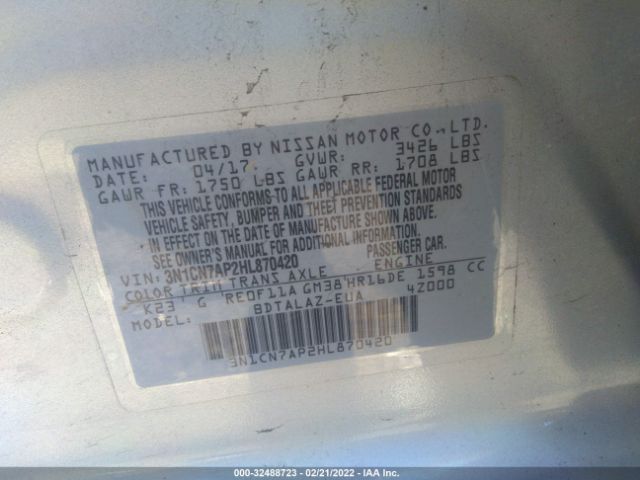 MANUFACTURED BY NISSAN MOTOR CO., LTD.
DATE: 04/17 GVWR: 3426 LBS
GAWR FR: 1750 LBS GAWR RR: 1708 LBS
THIS VEHICLE CONFORMS TO ALL APPLICABLE FEDERAL MOTOR
VEHICLE SAFETY, BUMPER AND THEFT PREVENTION STANDARDS
IN EFFECT ON THE DATE OF MANUFACTURE SHOWN ABOVE.
SEE OWNER'S MANUAL FOR ADDITIONAL INFORMATION
VIN: 3N1CN7AP2HL870420 PASSENGER CAR.
COLOR TRIM TRANS AXLE ENGINE
K23 G RE0F11A GM38 HR16DE 1598 CC
MODEL: BDTALAZ-EUA 4Z000
3N1CN7AP2HL870420
000-32488723 - 02/21/2022 - IAA Inc.